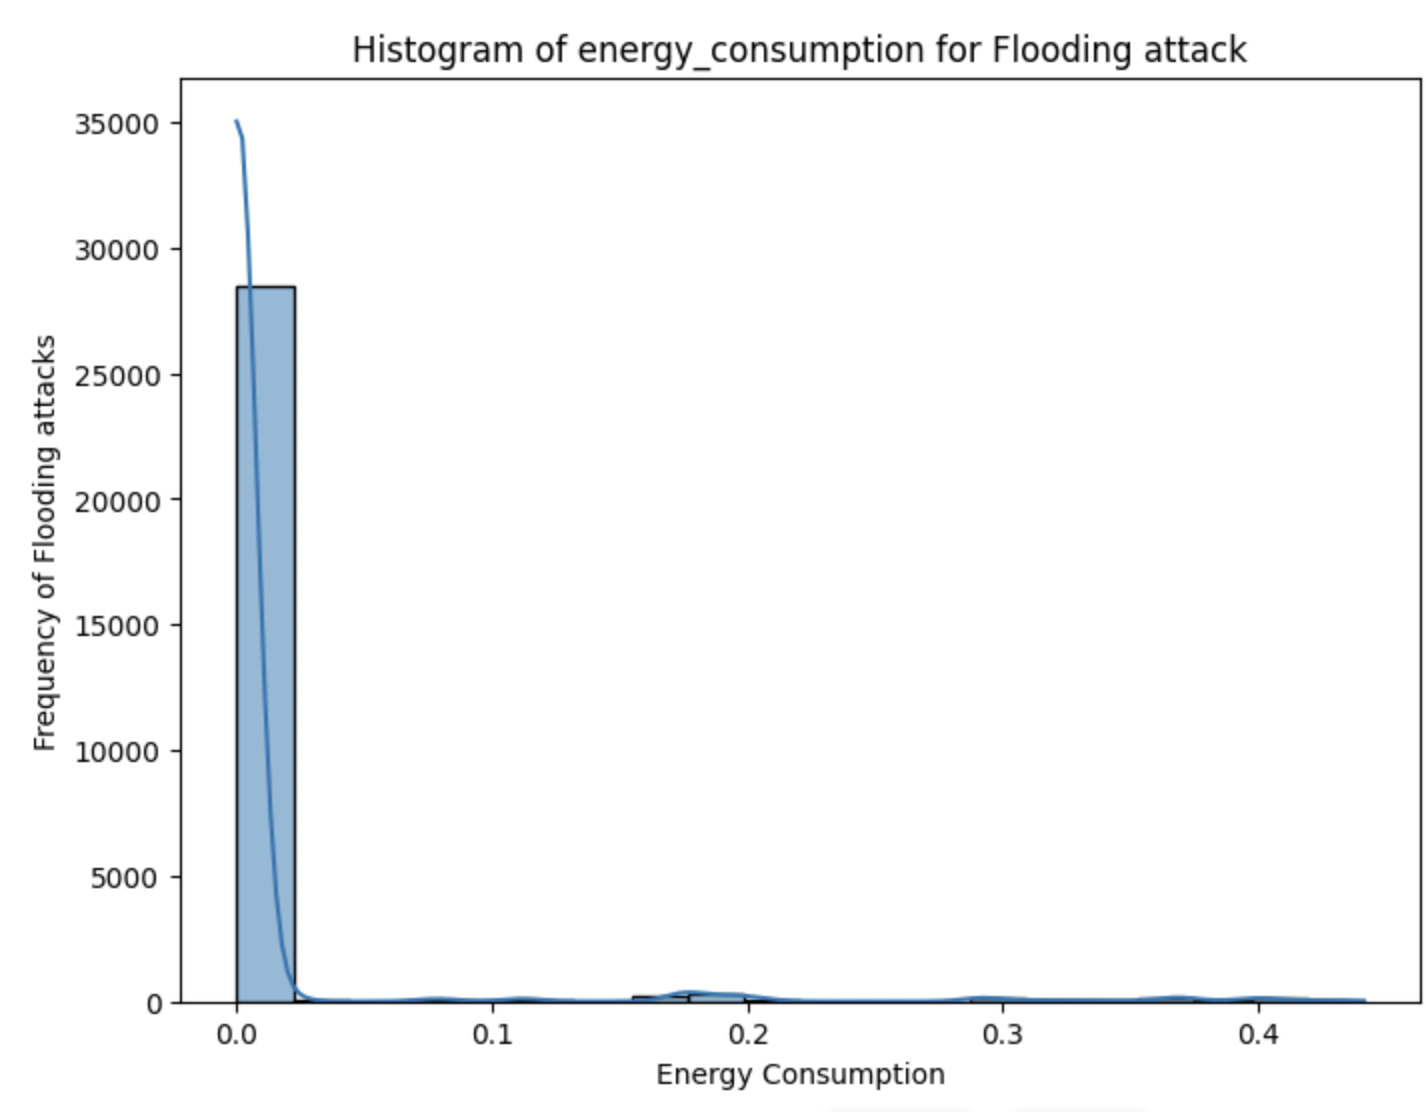 Histogram of energy_consumption for Flooding attack
35000
30000
25000
20000
15000
10000
5000
0
Frequency of Flooding attacks
0.0 0.1 0.2 0.3 0.4
Energy Consumption